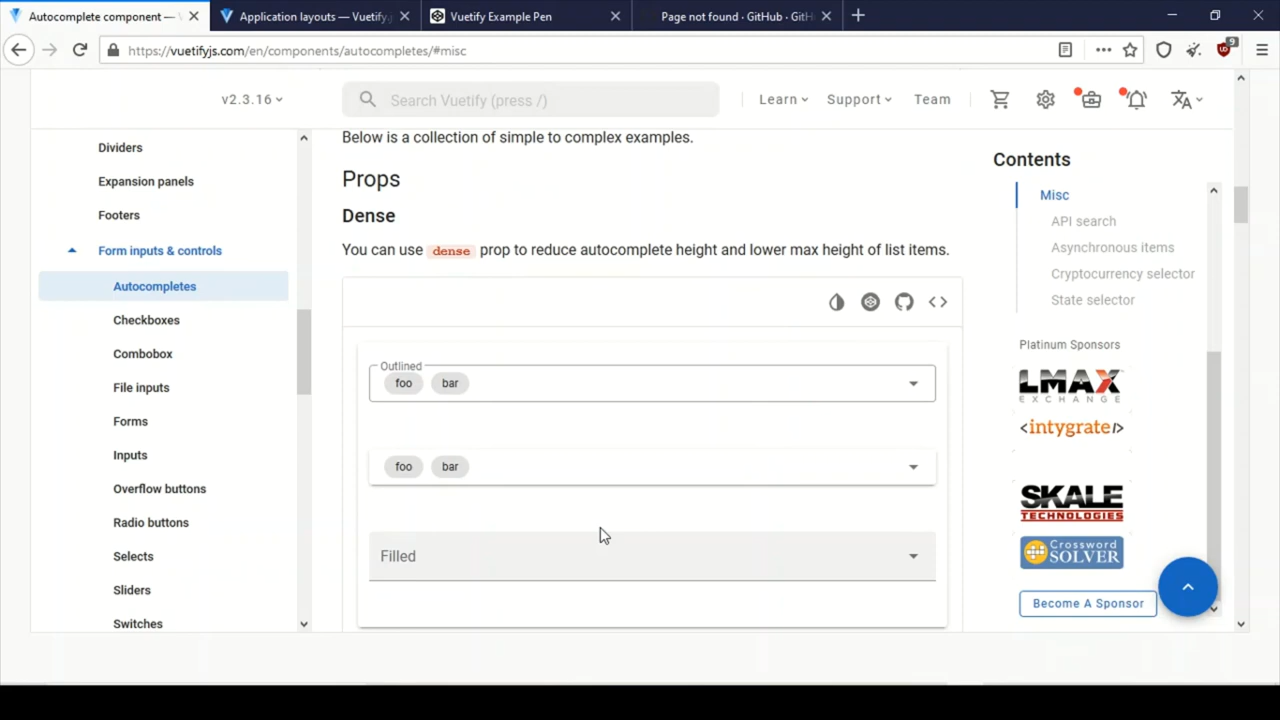 Autocomplete component —
Application layouts — Vuetify.
Vuetify Example Pen
Page not found · GitHub · GitH
https://vuetifyjs.com/en/components/autocompletes/#misc
9
v2.3.16
Search Vuetify (press /)
Learn
Support
Team
Dividers
Expansion panels
Footers
Form inputs & controls
Autocompletes
Checkboxes
Combobox
File inputs
Forms
Inputs
Overflow buttons
Radio buttons
Selects
Sliders
Switches
Below is a collection of simple to complex examples.
Props
Dense
You can use dense prop to reduce autocomplete height and lower max height of list items.
Outlined
foo bar
foo bar
Filled
Contents
Misc
API search
Asynchronous items
Cryptocurrency selector
State selector
Platinum Sponsors
LMAX
EXCHANGE
<intygrate/>
SKALE
TECHNOLOGIES
Crossword
SOLVER
Become A Sponsor